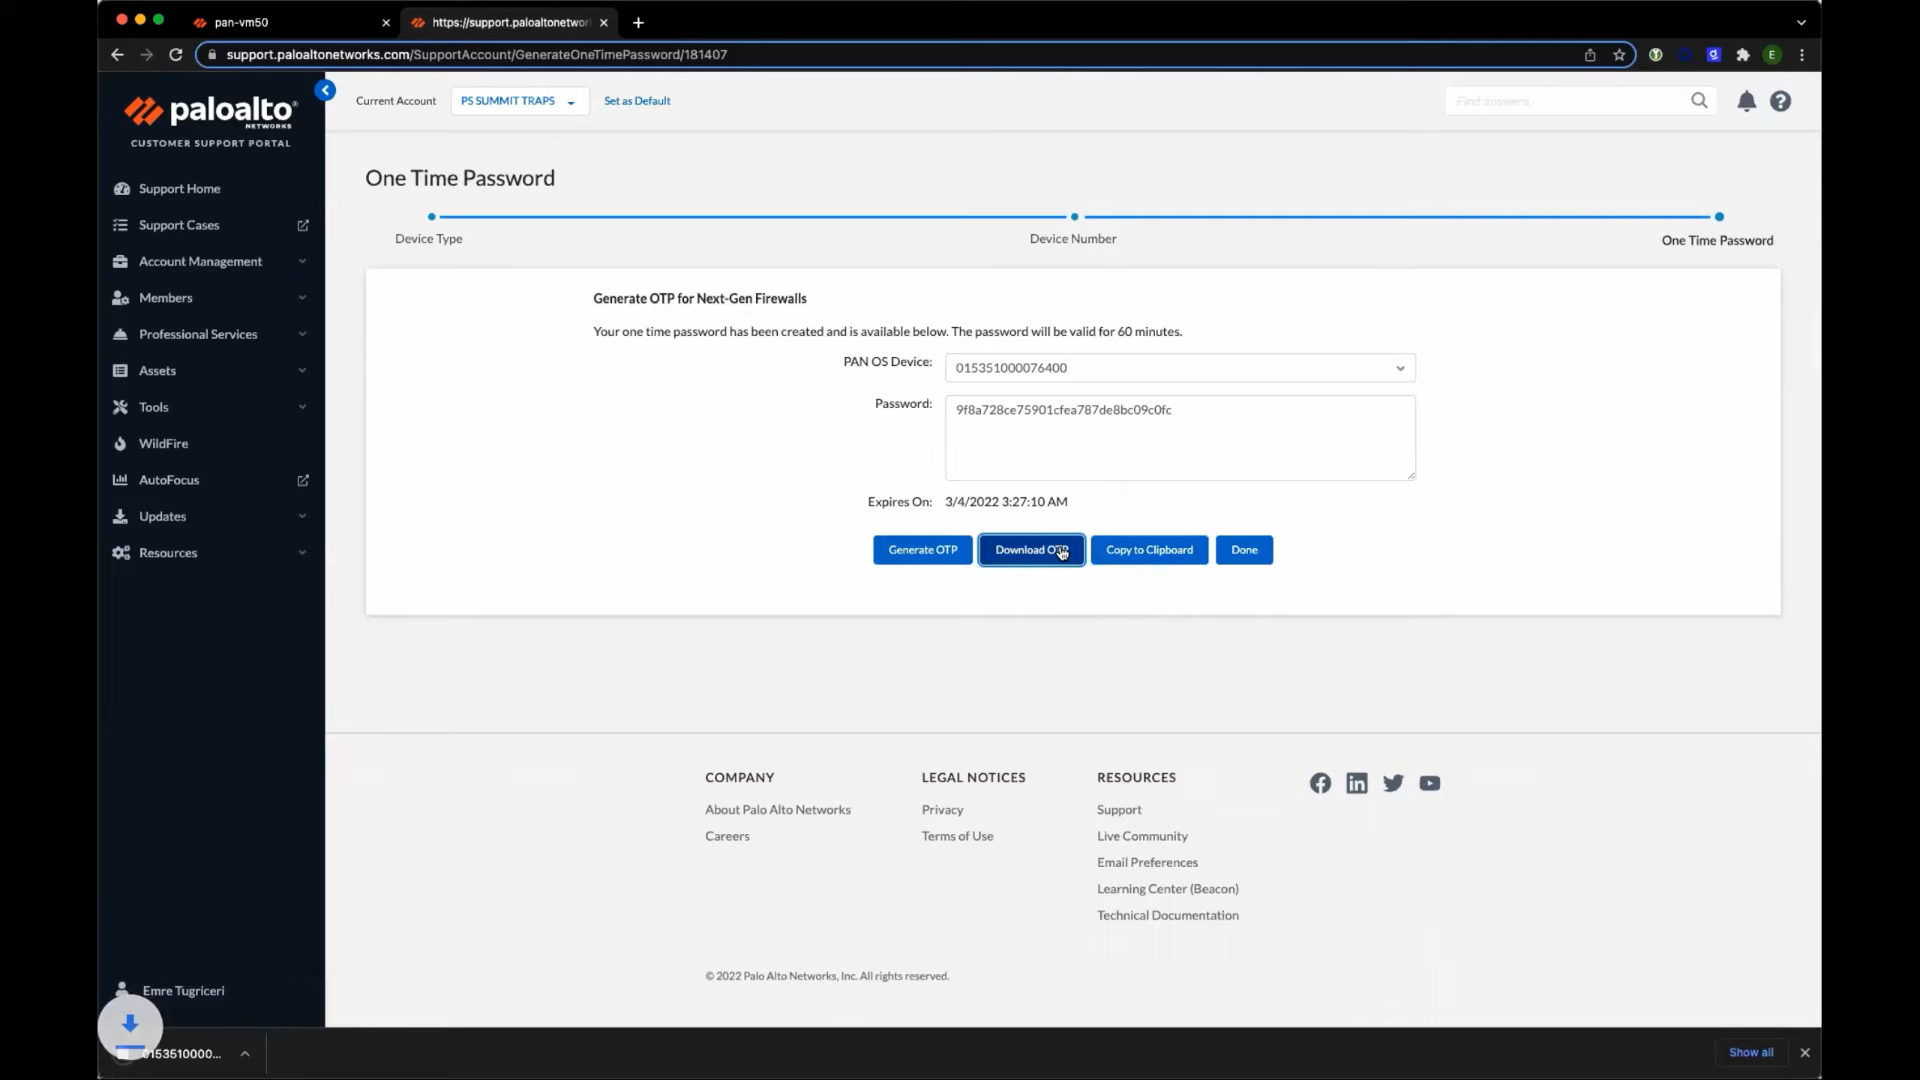 pan-vm50
https://support.paloaltonetwor
support.paloaltonetworks.com/SupportAccount/GenerateOneTimePassword/181407
E
paloalto®
NETWORKS
CUSTOMER SUPPORT PORTAL
Current Account
PS SUMMIT TRAPS
Set as Default
Find answers
Support Home
Support Cases
Account Management
Members
Professional Services
Assets
Tools
WildFire
AutoFocus
Updates
Resources
Emre Tugriceri
One Time Password
Device Type
Device Number
One Time Password
Generate OTP for Next-Gen Firewalls
Your one time password has been created and is available below. The password will be valid for 60 minutes.
PAN OS Device:
015351000076400
Password:
9f8a728ce75901cfea787de8bc09c0fc
Expires On:
3/4/2022 3:27:10 AM
Generate OTP
Download OTP
Copy to Clipboard
Done
COMPANY
About Palo Alto Networks
Careers
LEGAL NOTICES
Privacy
Terms of Use
RESOURCES
Support
Live Community
Email Preferences
Learning Center (Beacon)
Technical Documentation
© 2022 Palo Alto Networks, Inc. All rights reserved.
0153510000...
Show all